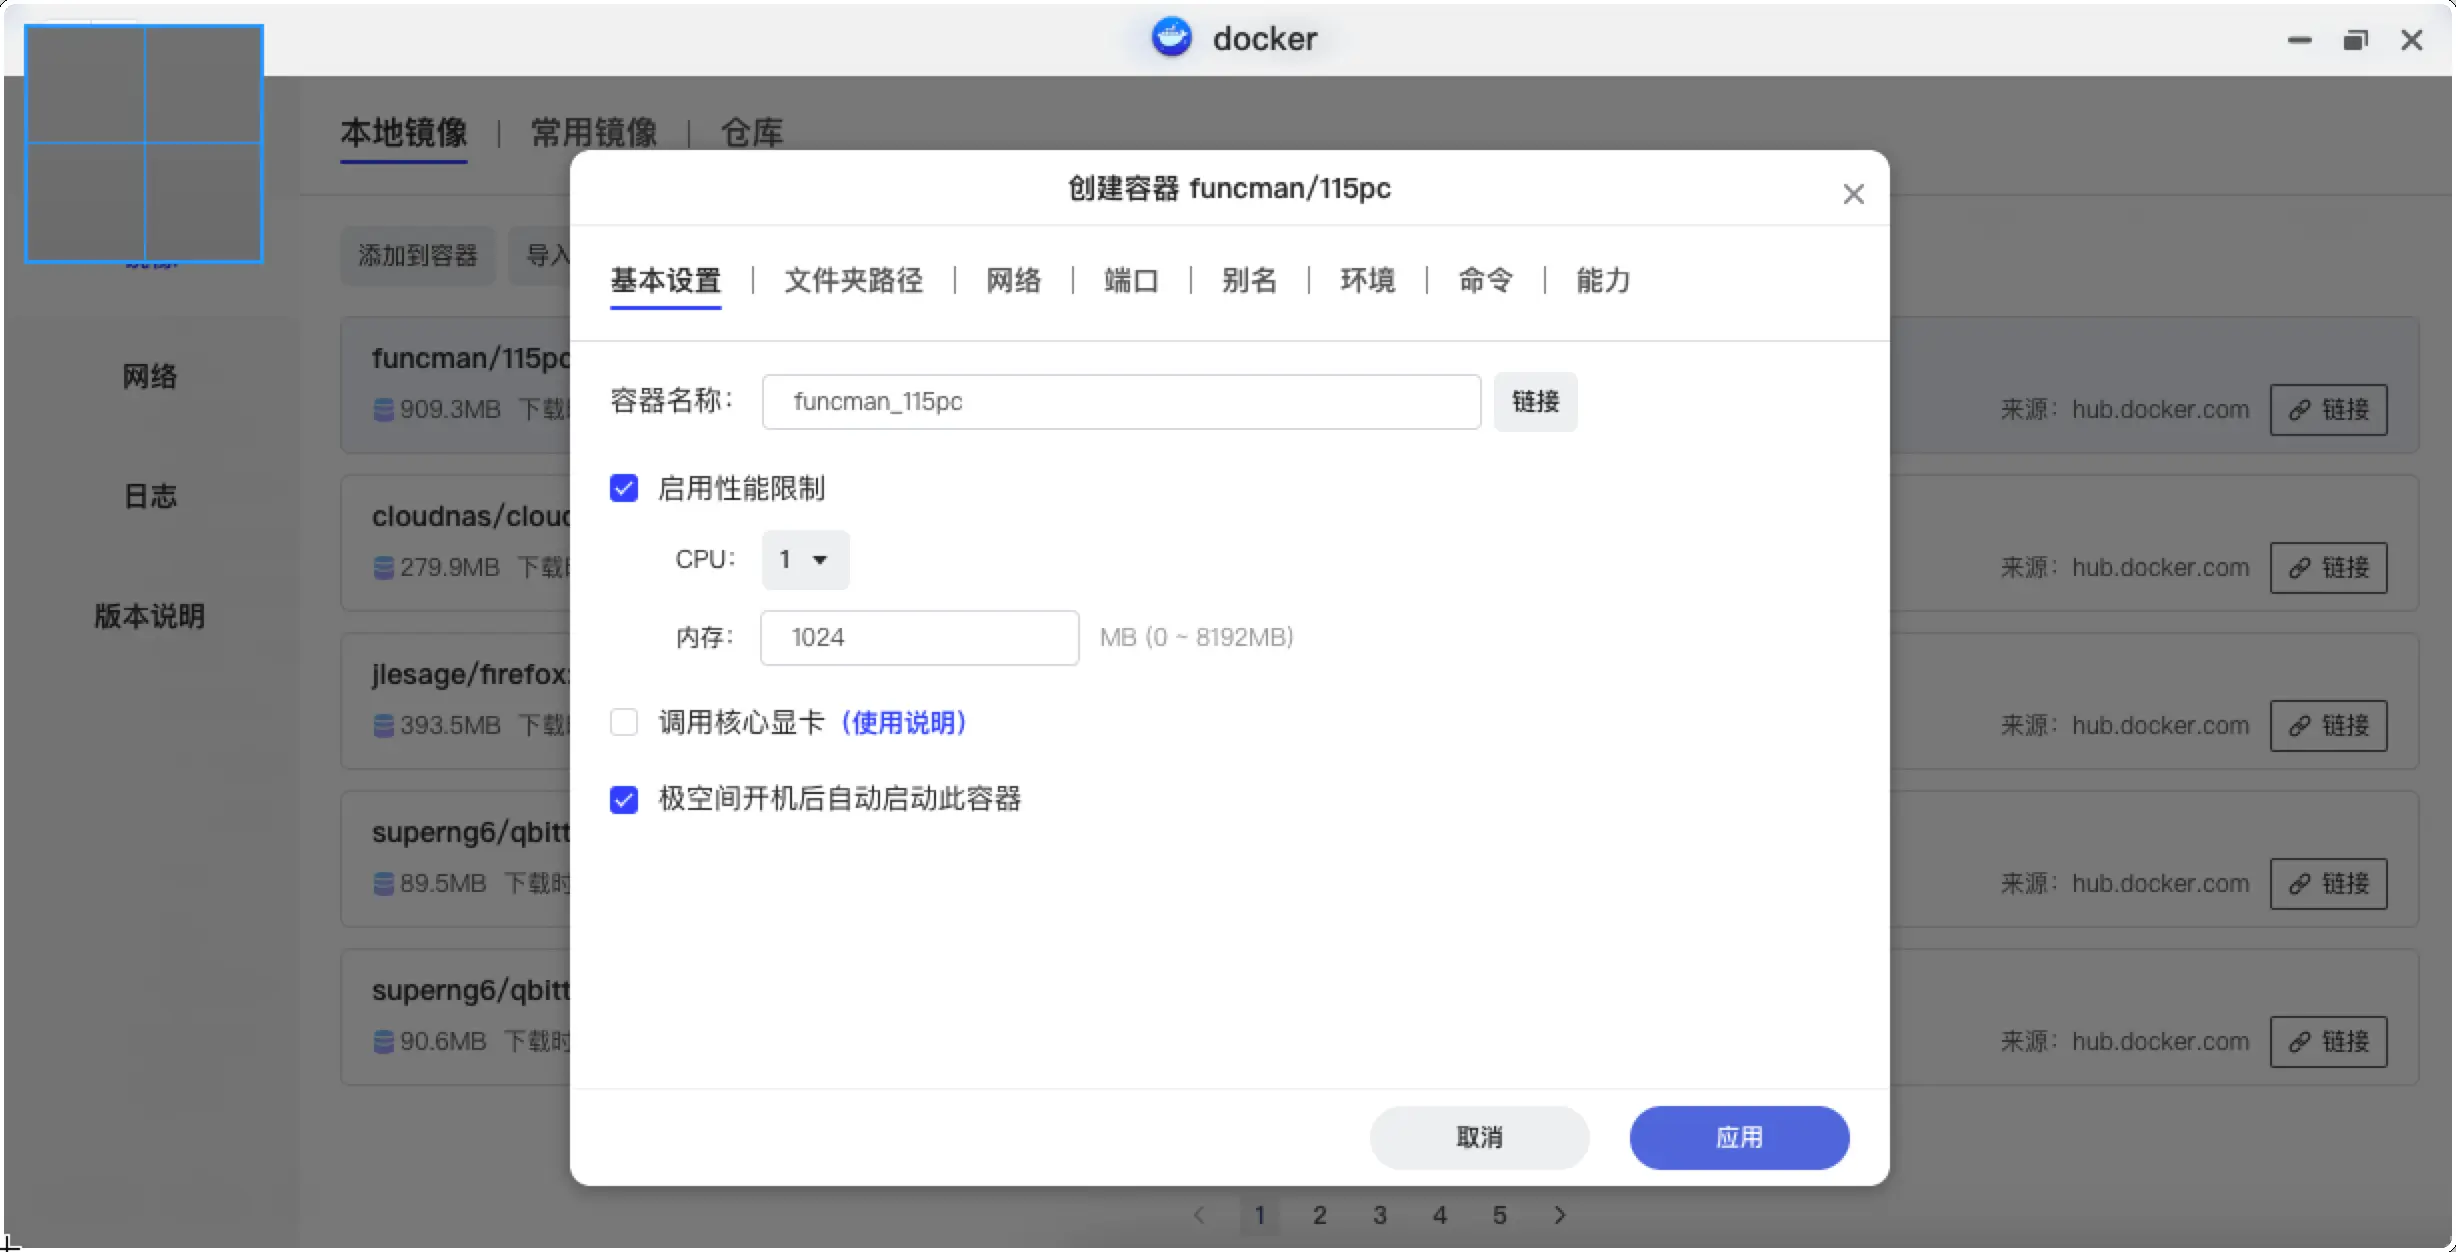 docker
本地镜像 | 常用镜像 | 仓库
添加到容器 导入
镜像
网络
日志
版本说明
funcman/115pc
909.3MB 下载
来源：hub.docker.com 链接
cloudnas/cloud
279.9MB 下载
来源：hub.docker.com 链接
jlesage/firefox:
393.5MB 下载
来源：hub.docker.com 链接
superng6/qbitt
89.5MB 下载时
来源：hub.docker.com 链接
superng6/qbitt
90.6MB 下载时
来源：hub.docker.com 链接
创建容器 funcman/115pc
基本设置 | 文件夹路径 | 网络 | 端口 | 别名 | 环境 | 命令 | 能力
容器名称： funcman_115pc 链接
启用性能限制
CPU： 1
内存： 1024 MB (0 ~ 8192MB)
调用核心显卡（使用说明）
极空间开机后自动启动此容器
取消 应用
1 2 3 4 5